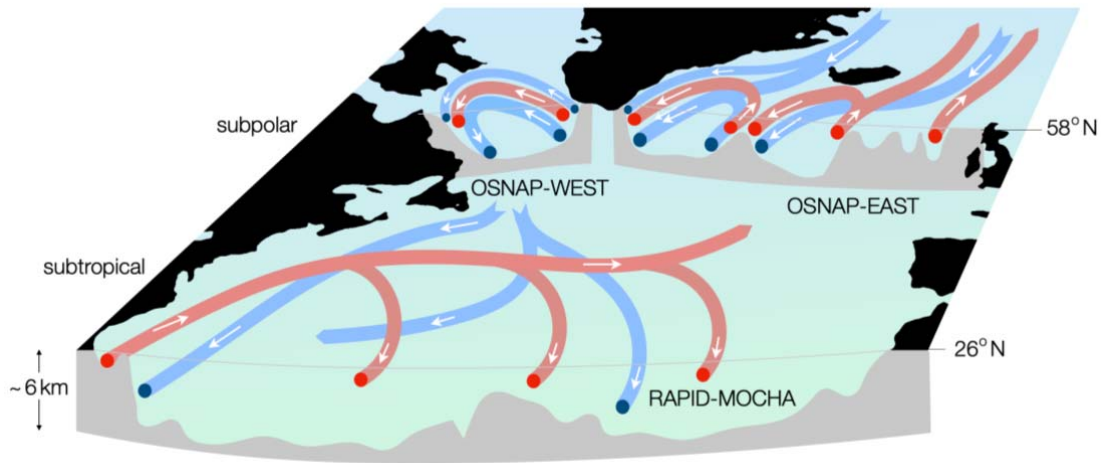 subpolar
58° N
OSNAP-WEST
OSNAP-EAST
subtropical
26° N
~ 6 km
RAPID-MOCHA